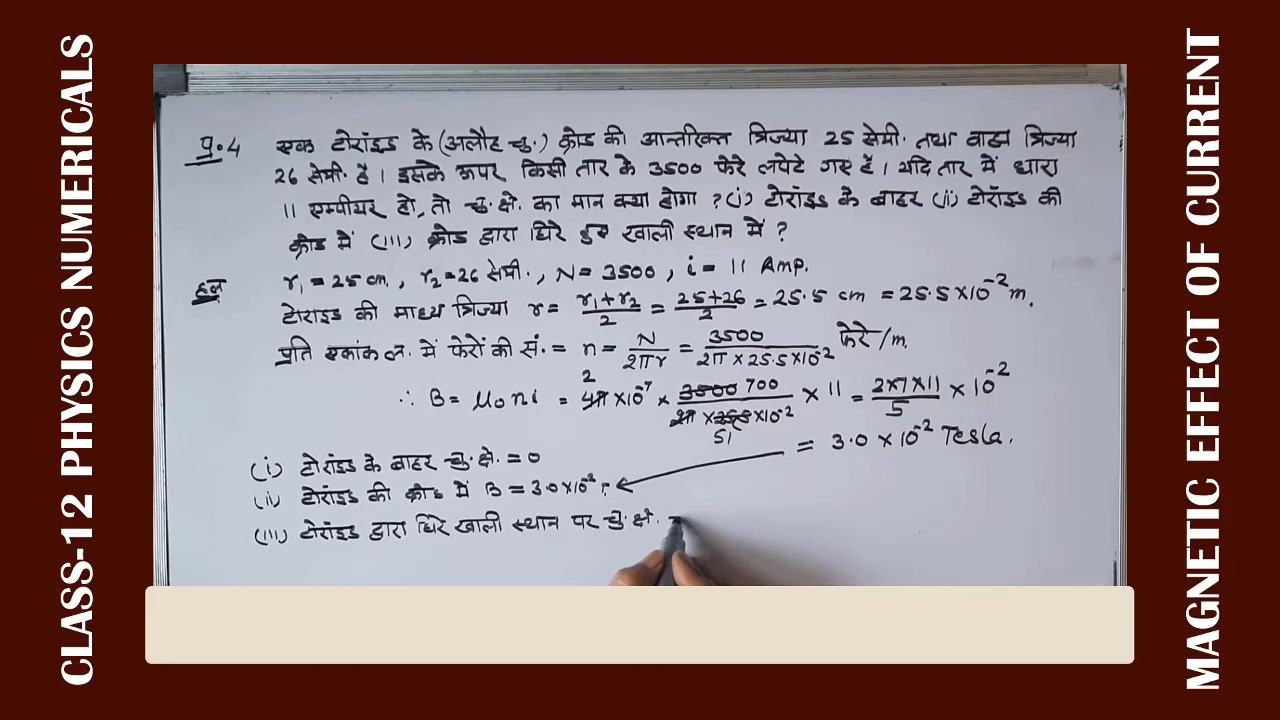 CLASS-12 PHYSICS NUMERICALS
प्र.4 एक टोरॉइड के (अलौह चु.) क्रोड की आन्तरिक त्रिज्या 25 सेमी. तथा बाह्य त्रिज्या
26 सेमी. है। इसके ऊपर किसी तार के 3500 फेरे लपेटे गए हैं। यदि तार में धारा
11 एम्पीयर हो, तो चु. क्षे. का मान क्या होगा ? (i) टोरॉइड के बाहर (ii) टोरॉइड की
क्रोड में (iii) क्रोड द्वारा घिरे हुए खाली स्थान में ?
हल r₁ = 25 cm., r₂ = 26 सेमी., N = 3500, i = 11 Amp.
टोरॉइड की माध्य त्रिज्या r = (r₁+r₂)/2 = (25+26)/2 = 25.5 cm = 25.5×10⁻² m.
प्रति एकांक ल. में फेरों की सं. = n = N/2πr = 3500/(2π × 25.5×10⁻²) फेरे/m.
∴ B = μ₀ni = 4π ×10⁻⁷ × 3500 700/(2π × 25.5 ×10⁻²) × 11 = (2×7×11)/5 × 10⁻²
2
51
= 3.0 × 10⁻² Tesla.
(i) टोरॉइड के बाहर चु. क्षे. = 0
(ii) टोरॉइड की क्रोड में B = 3.0×10⁻² T.
(iii) टोरॉइड द्वारा घिरे खाली स्थान पर चु. क्षे. =
MAGNETIC EFFECT OF CURRENT